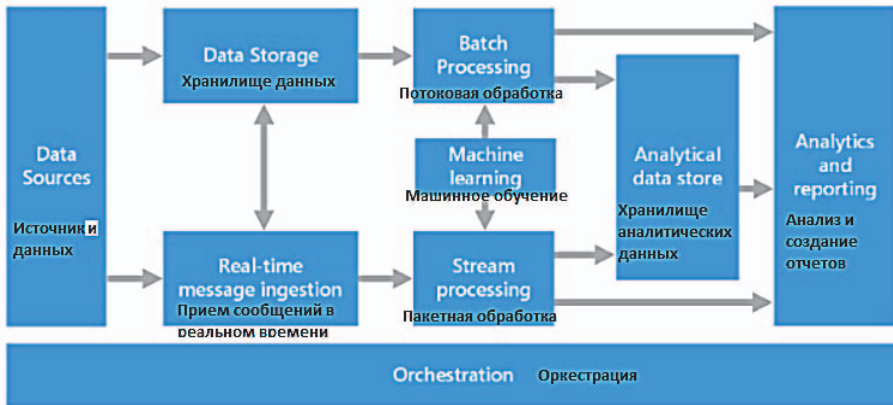 Data
Sources
Источники
данных
Data Storage
Хранилище данных
Real-time
message ingestion
Прием сообщений в
реальном времени
Batch
Processing
Потоковая обработка
Machine
learning
Машинное обучение
Stream
processing
Пакетная обработка
Analytical
data store
Хранилище
аналитических
данных
Analytics
and
reporting
Анализ и
создание
отчетов
Orchestration Оркестрация